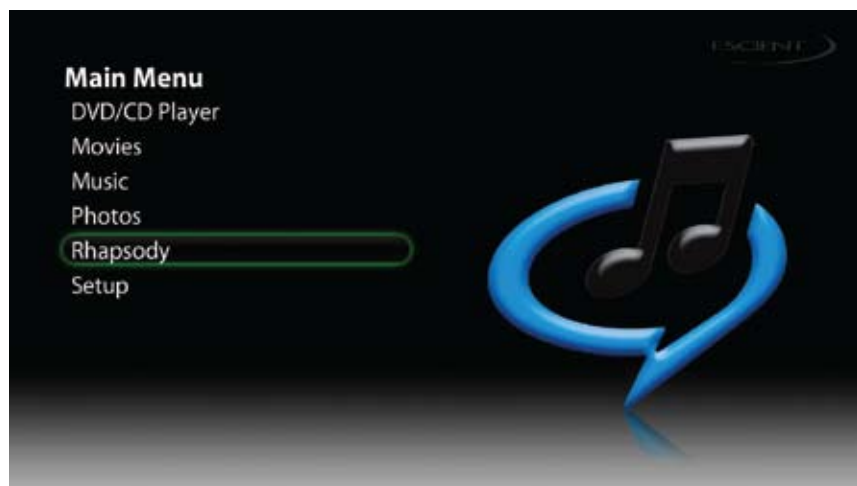 ESCIENT
Main Menu
DVD/CD Player
Movies
Music
Photos
Rhapsody
Setup